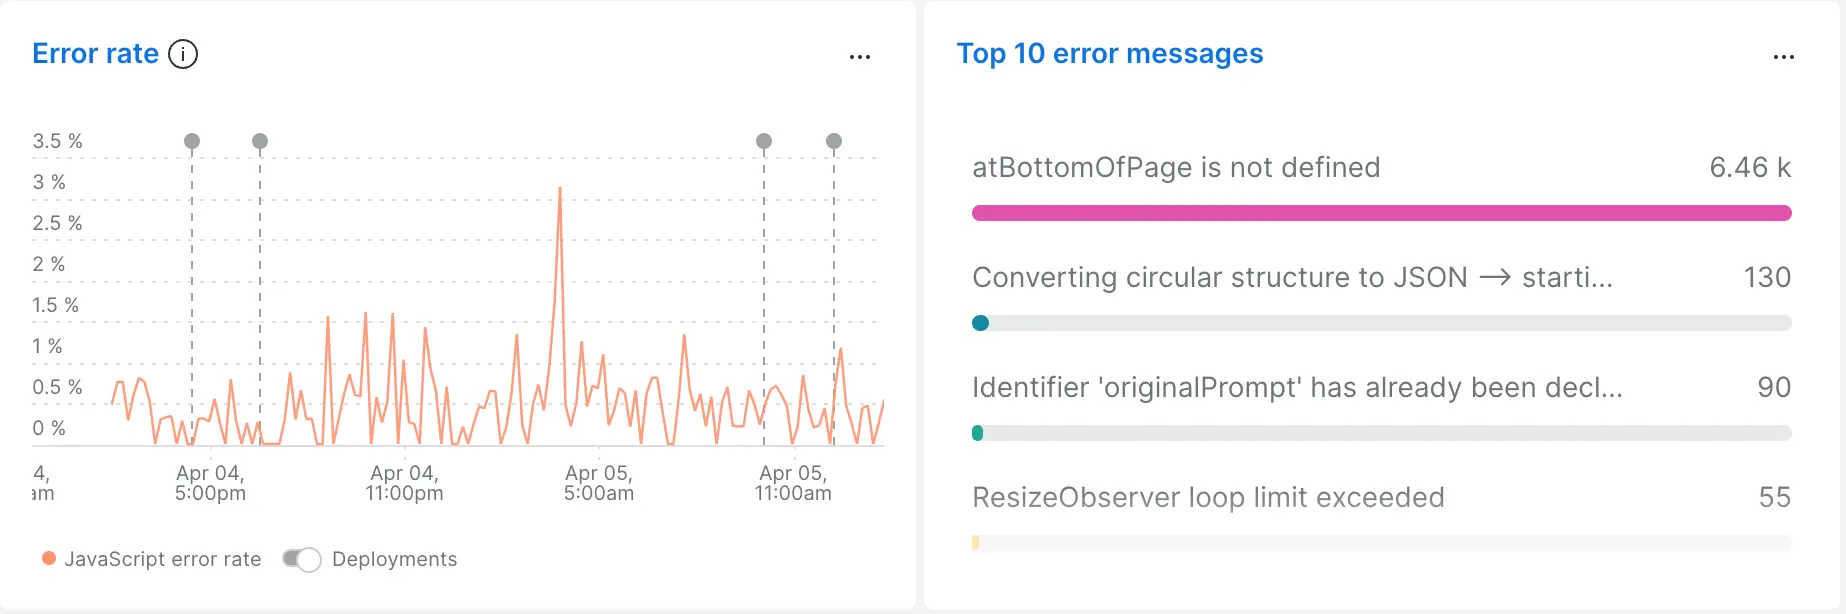 Error rate
3.5 %
3 %
2.5 %
2 %
1.5 %
1 %
0.5 %
0 %
4,
am
Apr 04,
5:00pm
Apr 04,
11:00pm
Apr 05,
5:00am
Apr 05,
11:00am
JavaScript error rate
Deployments
Top 10 error messages
atBottomOfPage is not defined 6.46 k
Converting circular structure to JSON --> starti... 130
Identifier 'originalPrompt' has already been decl... 90
ResizeObserver loop limit exceeded 55